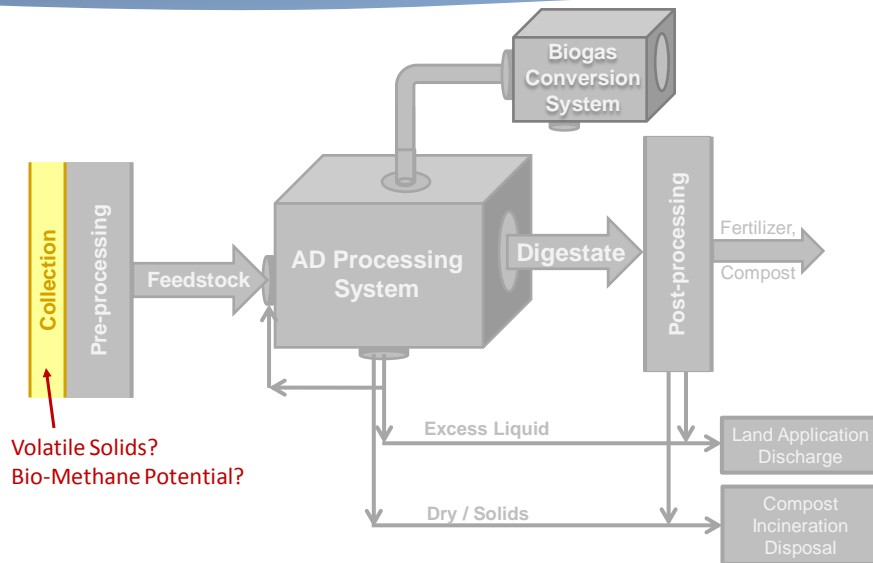 Biogas
Conversion
System
Collection
Pre-processing
Feedstock
AD Processing
System
Digestate
Post-processing
Fertilizer,
Compost
Volatile Solids?
Bio-Methane Potential?
Excess Liquid
Land Application
Discharge
Dry / Solids
Compost
Incineration
Disposal